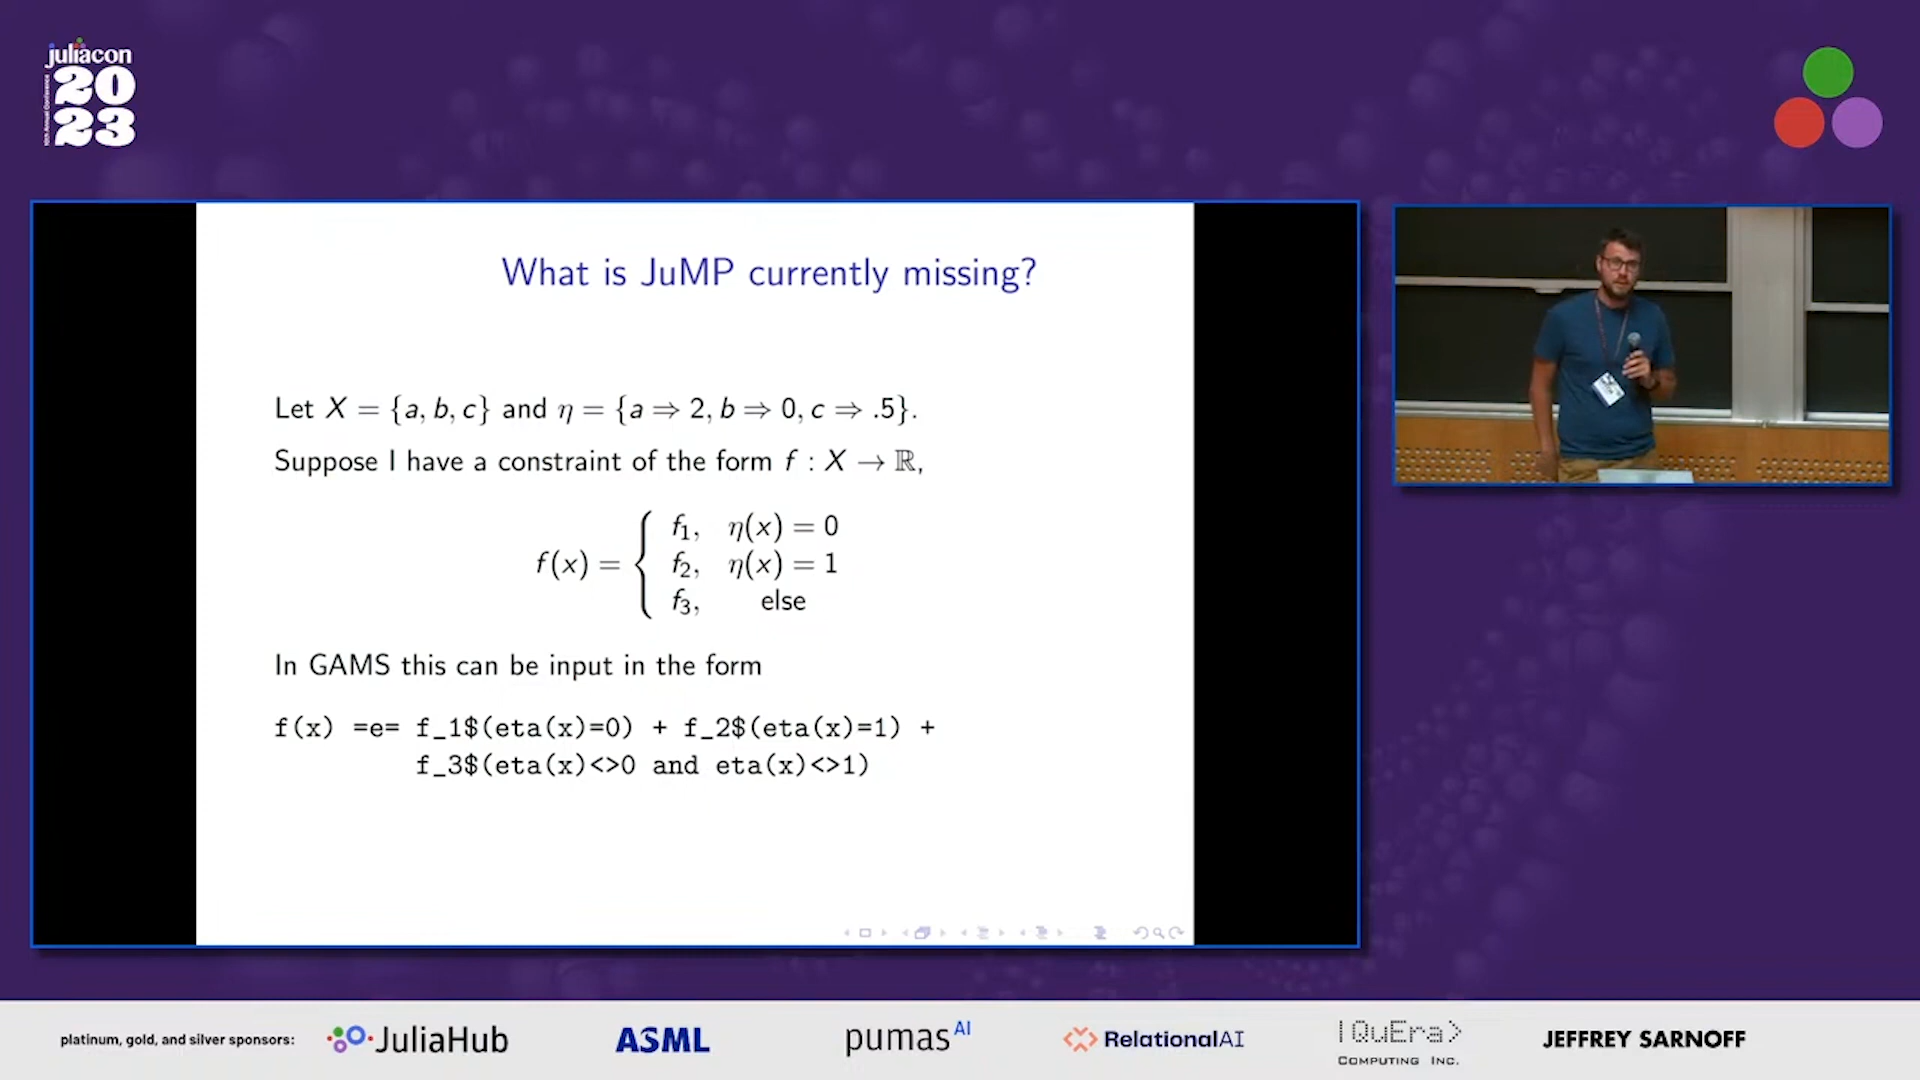 juliacon
20
23
What is JuMP currently missing?
Let X = {a, b, c} and η = {a ⇒ 2, b ⇒ 0, c ⇒ .5}.
Suppose I have a constraint of the form f : X → ℝ,
f(x) = { f₁, η(x) = 0
f₂, η(x) = 1
f₃, else
In GAMS this can be input in the form
f(x) =e= f_1$(eta(x)=0) + f_2$(eta(x)=1) +
f_3$(eta(x)<>0 and eta(x)<>1)
platinum, gold, and silver sponsors: JuliaHub ASML pumas AI RelationalAI |QuEra> COMPUTING INC. JEFFREY SARNOFF